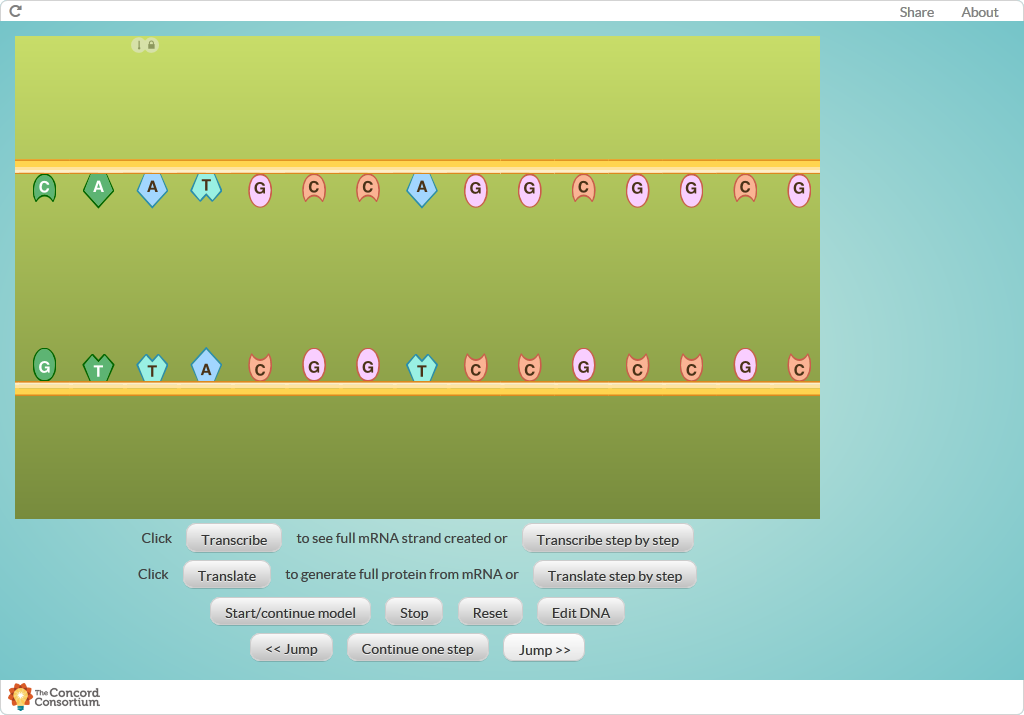 Share About
C A A T G C C A G G C G G C G
G T T A C G G T C C G C C G C
Click Transcribe to see full mRNA strand created or Transcribe step by step
Click Translate to generate full protein from mRNA or Translate step by step
Start/continue model Stop Reset Edit DNA
<< Jump Continue one step Jump >>
The Concord
Consortium